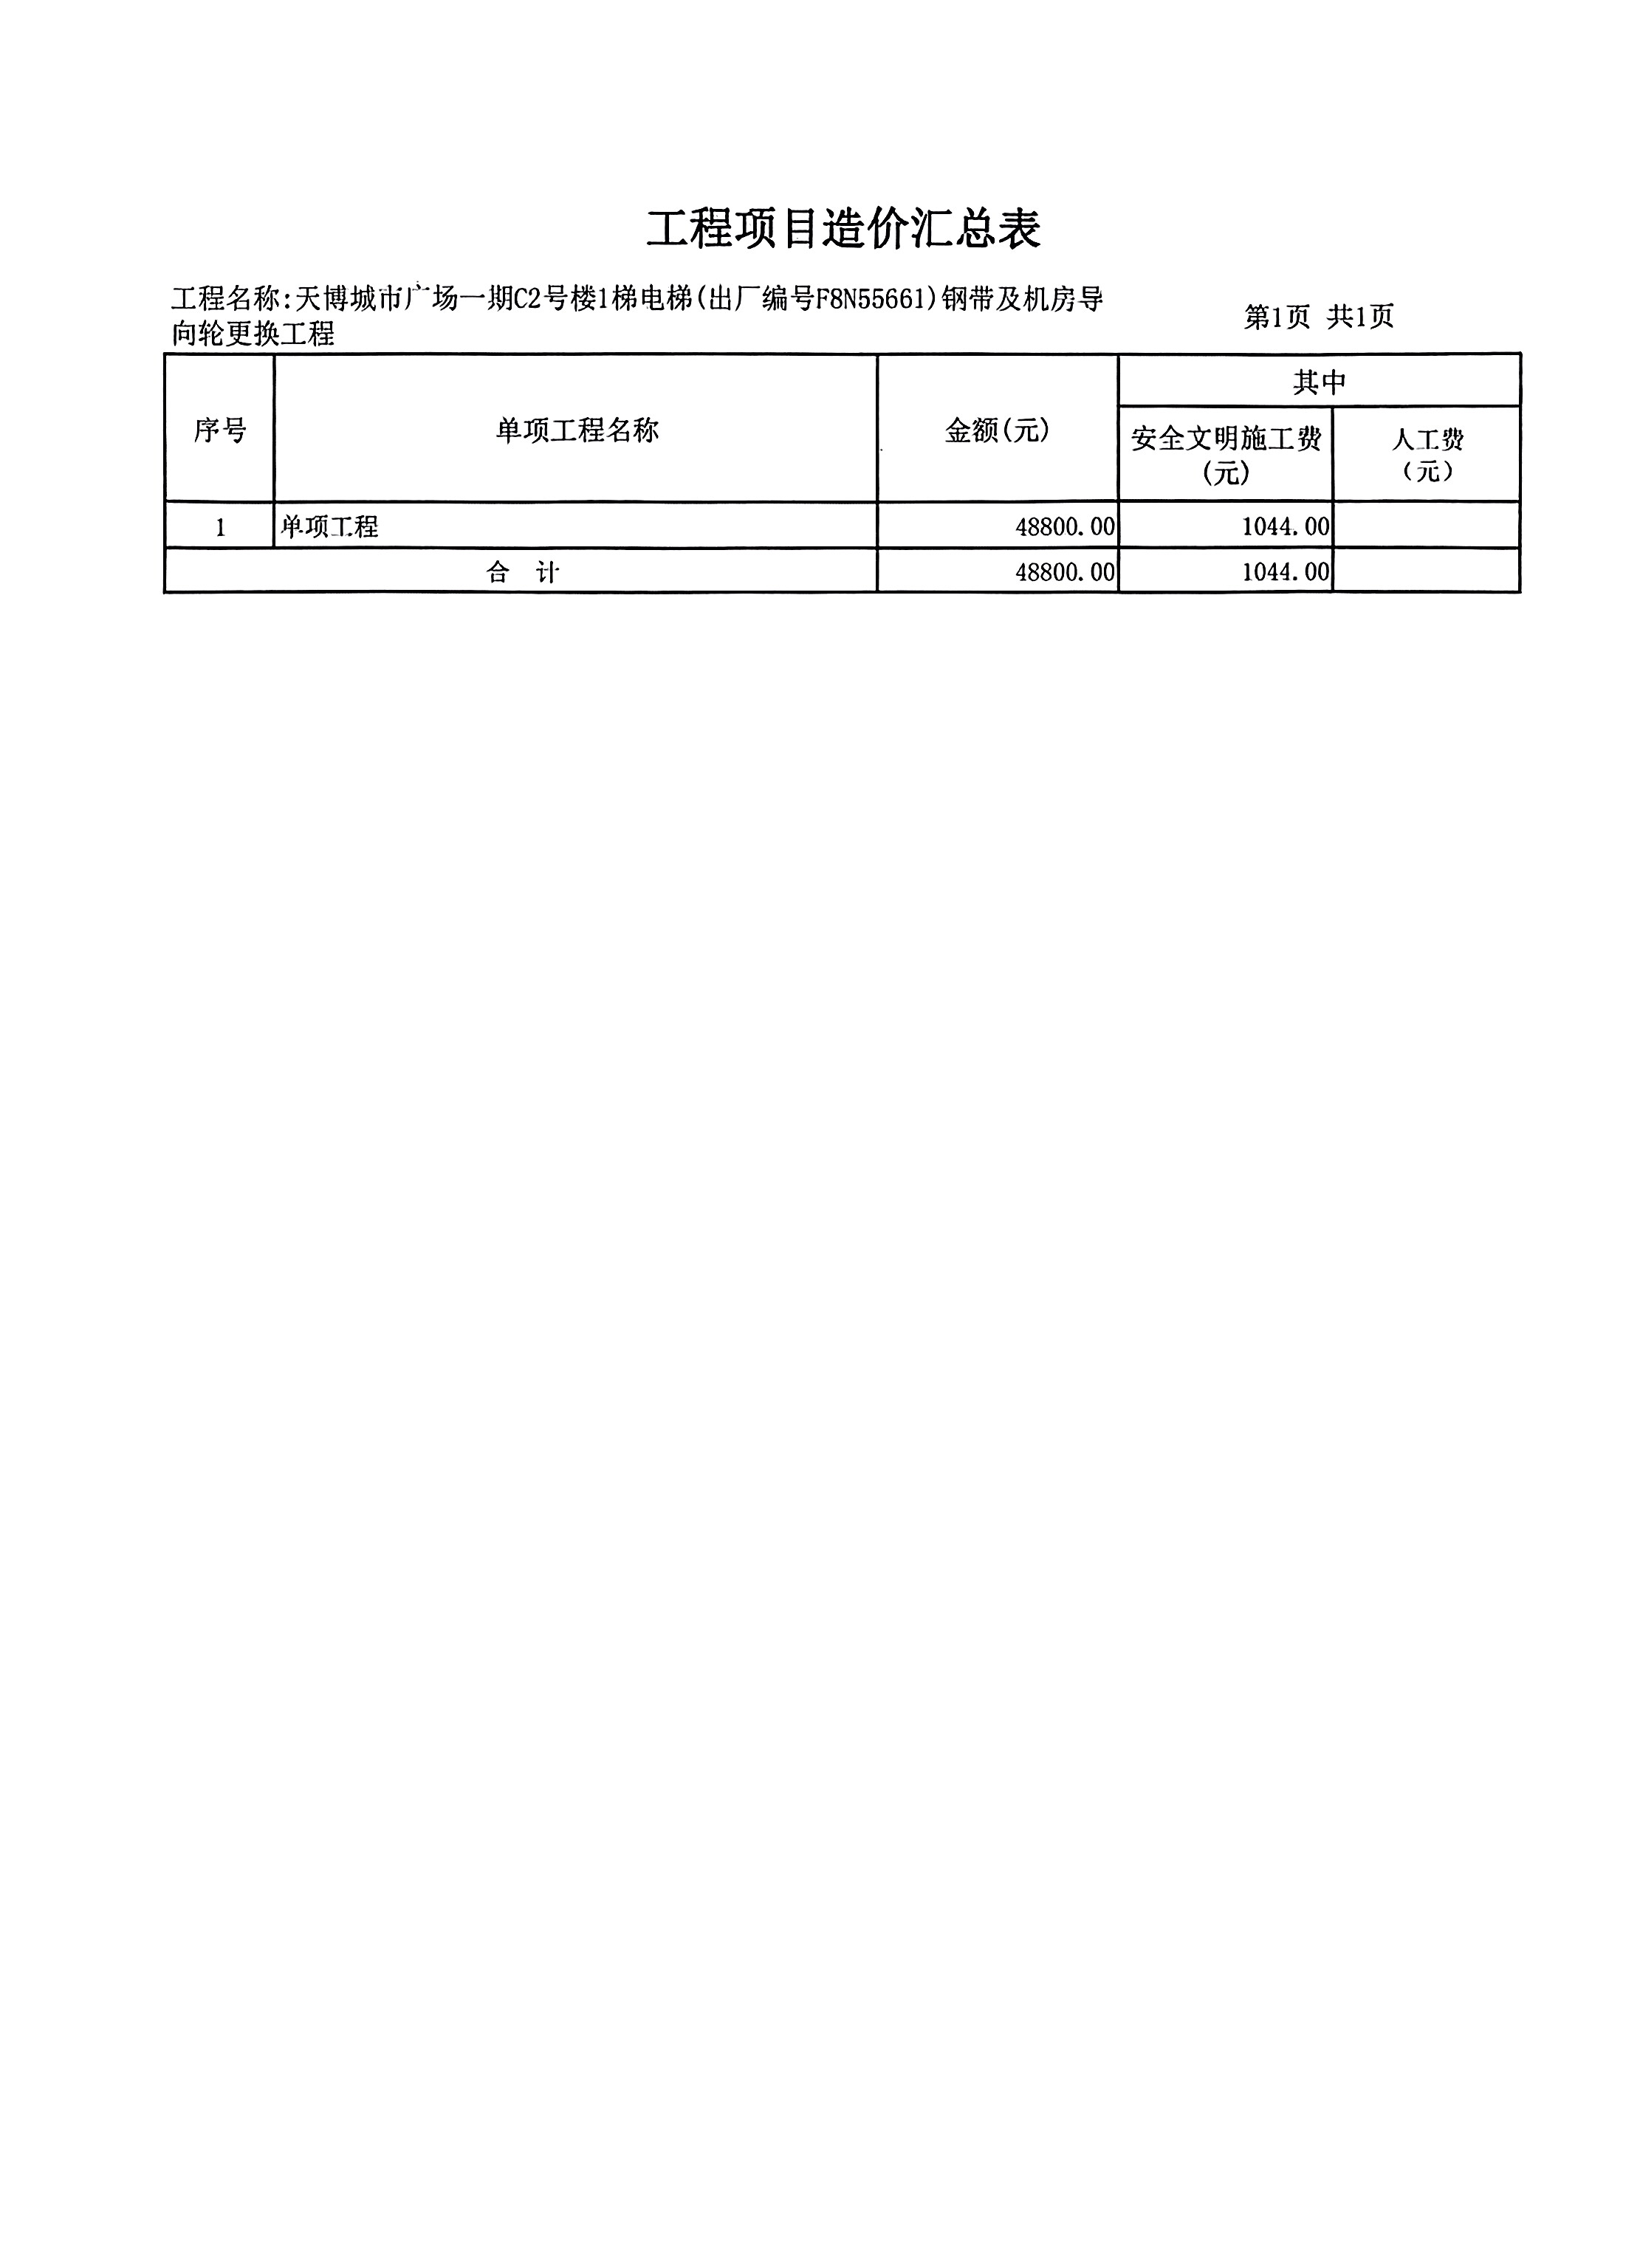 工程项目造价汇总表
工程名称:天博城市广场一期C2号楼1梯电梯(出厂编号F8N55661)钢带及机房导
向轮更换工程
第1页 共1页
序号 单项工程名称 金额(元) 其中
安全文明施工费
(元)
人工费
(元)
1 单项工程 48800.00 1044.00
合 计 48800.00 1044.00